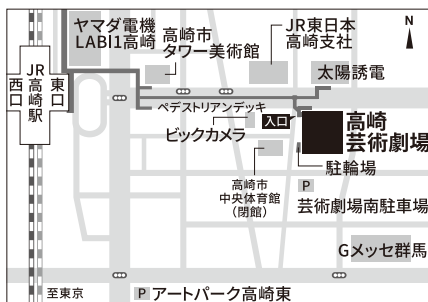 ヤマダ電機
LABI1高崎
高崎市
タワー美術館
JR東日本
高崎支社
N
太陽誘電
JR
高崎駅
西口
東口
ペデストリアンデッキ
ビックカメラ
入口
高崎
芸術劇場
駐輪場
高崎市
中央体育館
(閉館)
P
芸術劇場南駐車場
Gメッセ群馬
至東京
P アートパーク高崎東